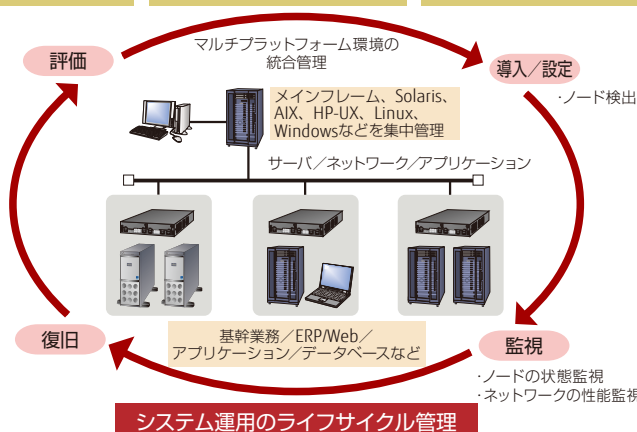 マルチプラットフォーム環境の
統合管理
評価
導入／設定
・ノード検出
メインフレーム、Solaris、
AIX、HP-UX、Linux、
Windowsなどを集中管理
サーバ／ネットワーク／アプリケーション
復旧
基幹業務／ERP/Web／
アプリケーション／データベースなど
監視
・ノードの状態監視
・ネットワークの性能監視
システム運用のライフサイクル管理